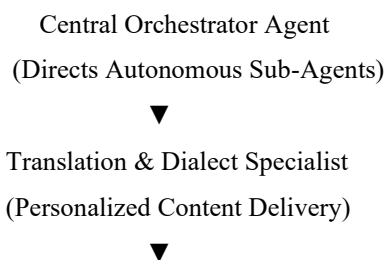 Central Orchestrator Agent
(Directs Autonomous Sub-Agents)
▼
Translation & Dialect Specialist
(Personalized Content Delivery)
▼